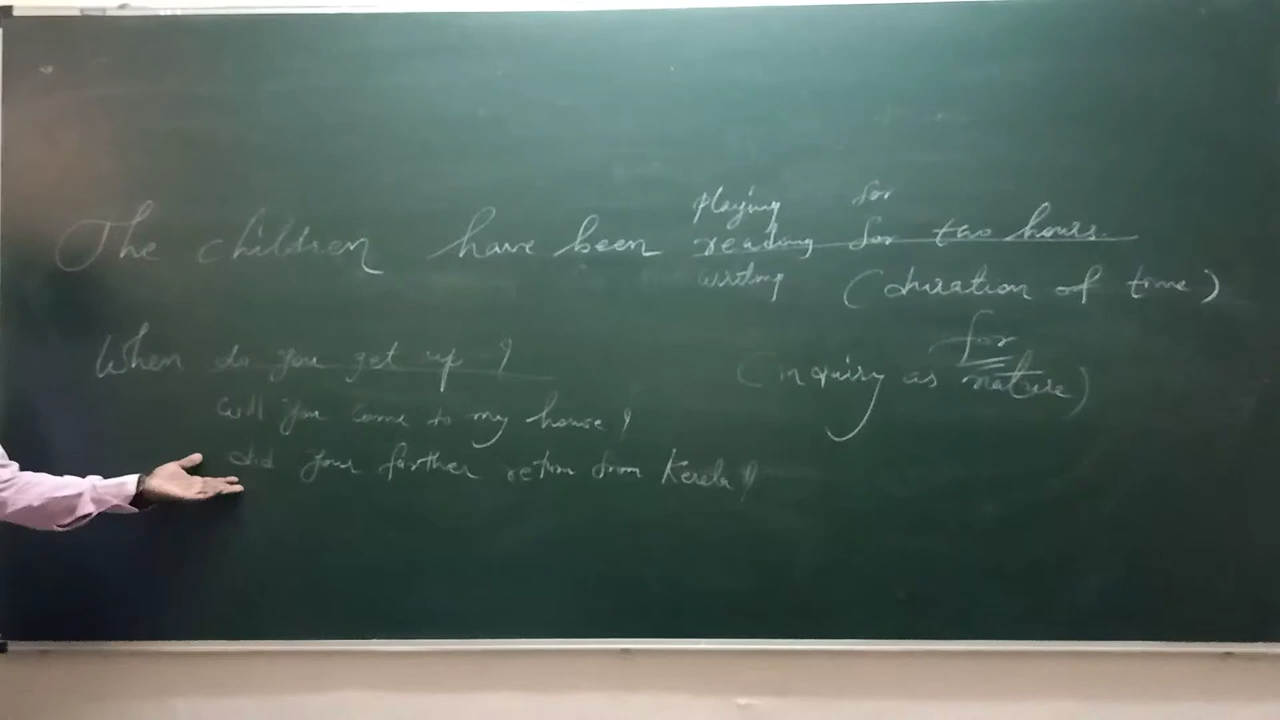 playing for
The children have been reading for two hours.
writing (duration of time)
for
When do you get up ?
(inquiry as nature)
will you come to my house ?
did your farther return from Kerela ?